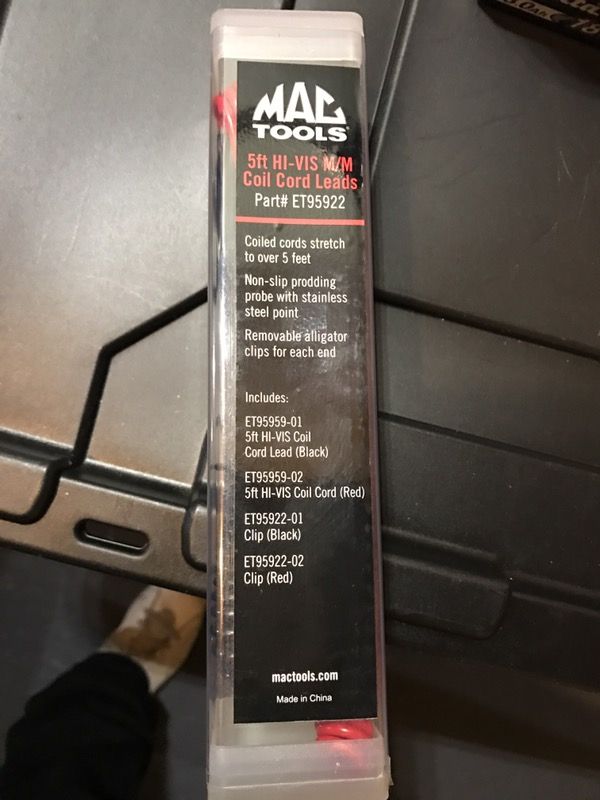 MAC
TOOLS
5ft HI-VIS M/M
Coil Cord Leads
Part# ET95922
Coiled cords stretch
to over 5 feet
Non-slip prodding
probe with stainless
steel point
Removable alligator
clips for each end
Includes:
ET95959-01
5ft HI-VIS Coil
Cord Lead (Black)
ET95959-02
5ft HI-VIS Coil Cord (Red)
ET95922-01
Clip (Black)
ET95922-02
Clip (Red)
mactools.com
Made in China